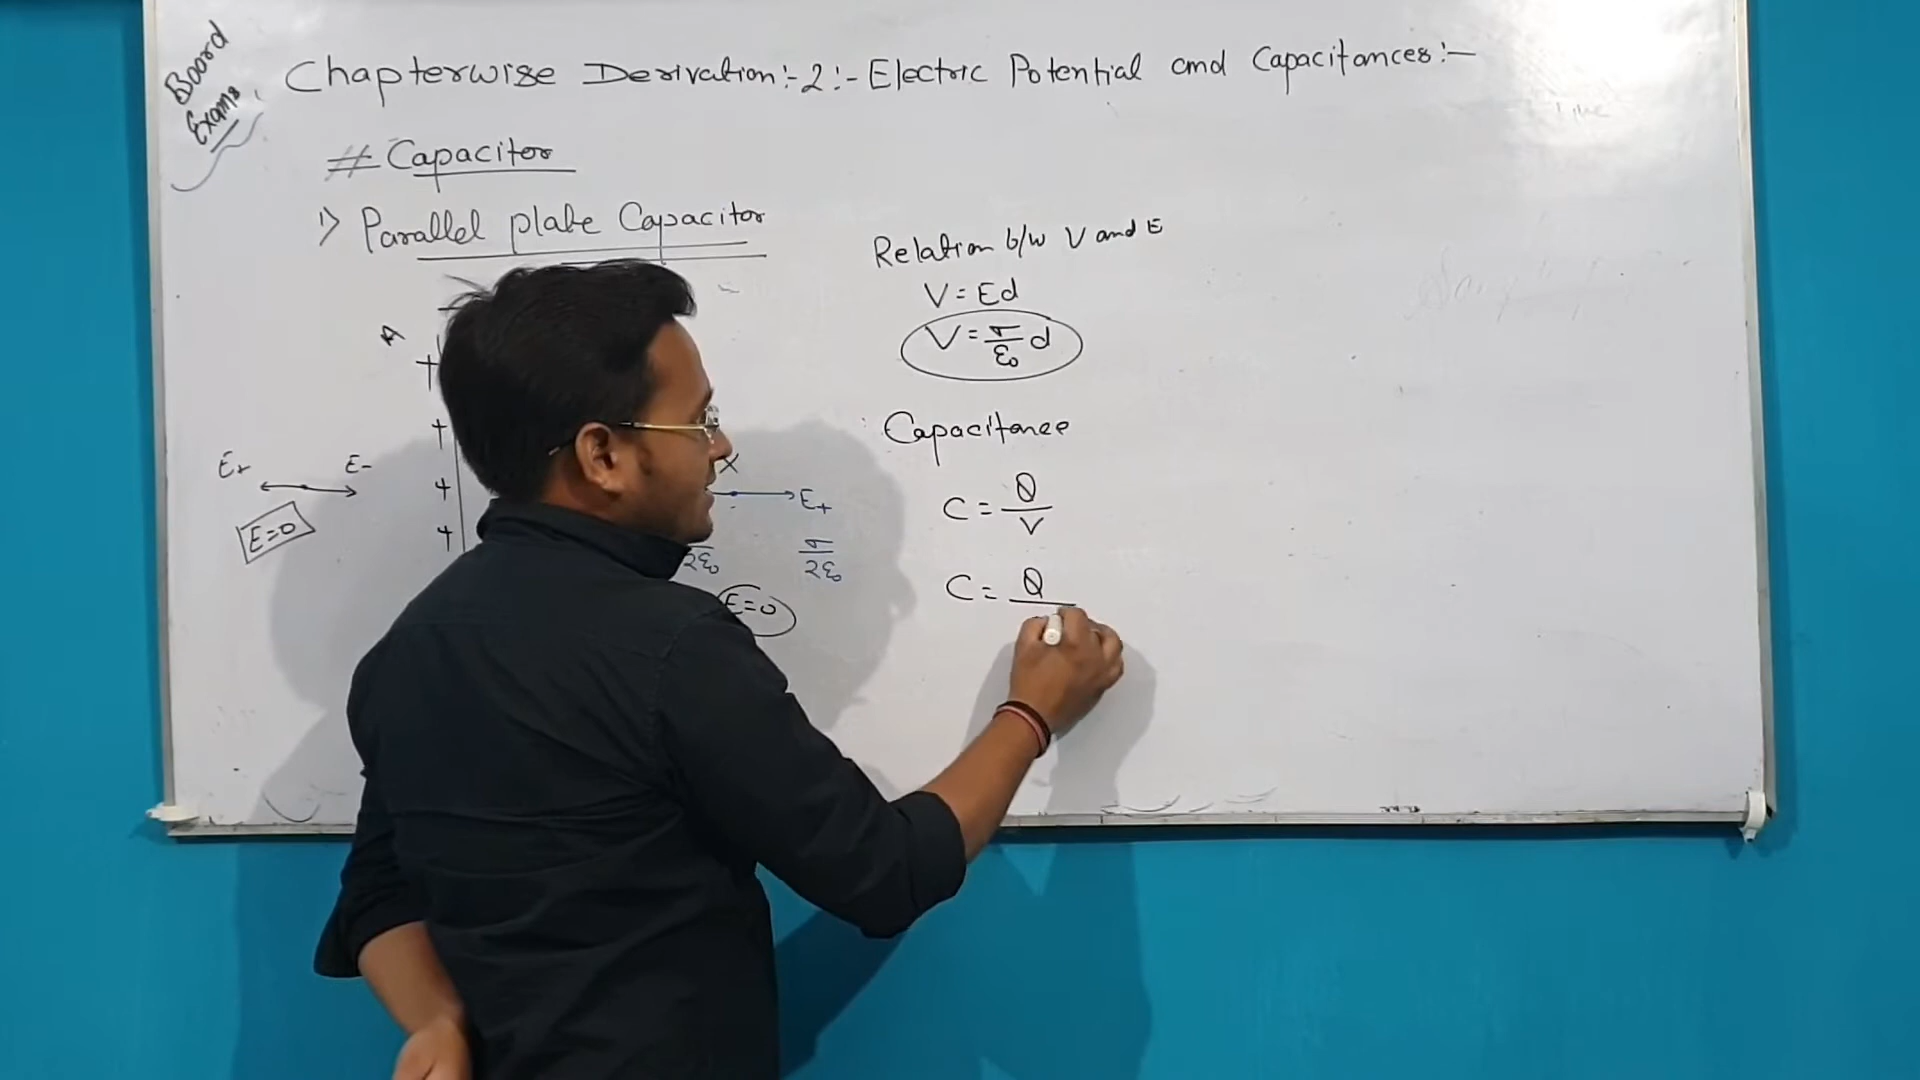 Board
Exams
Chapterwise Derivation:-2:- Electric Potential and Capacitances:-
# Capacitor
1) Parallel plate Capacitor
A
+
+
+
+
E+ E-
E=0
X
E+
2ε₀
σ/2ε₀
E=0
Relation b/w V and E
V=Ed
V=σ/ε₀ d
Capacitance
C=Q/V
C=Q